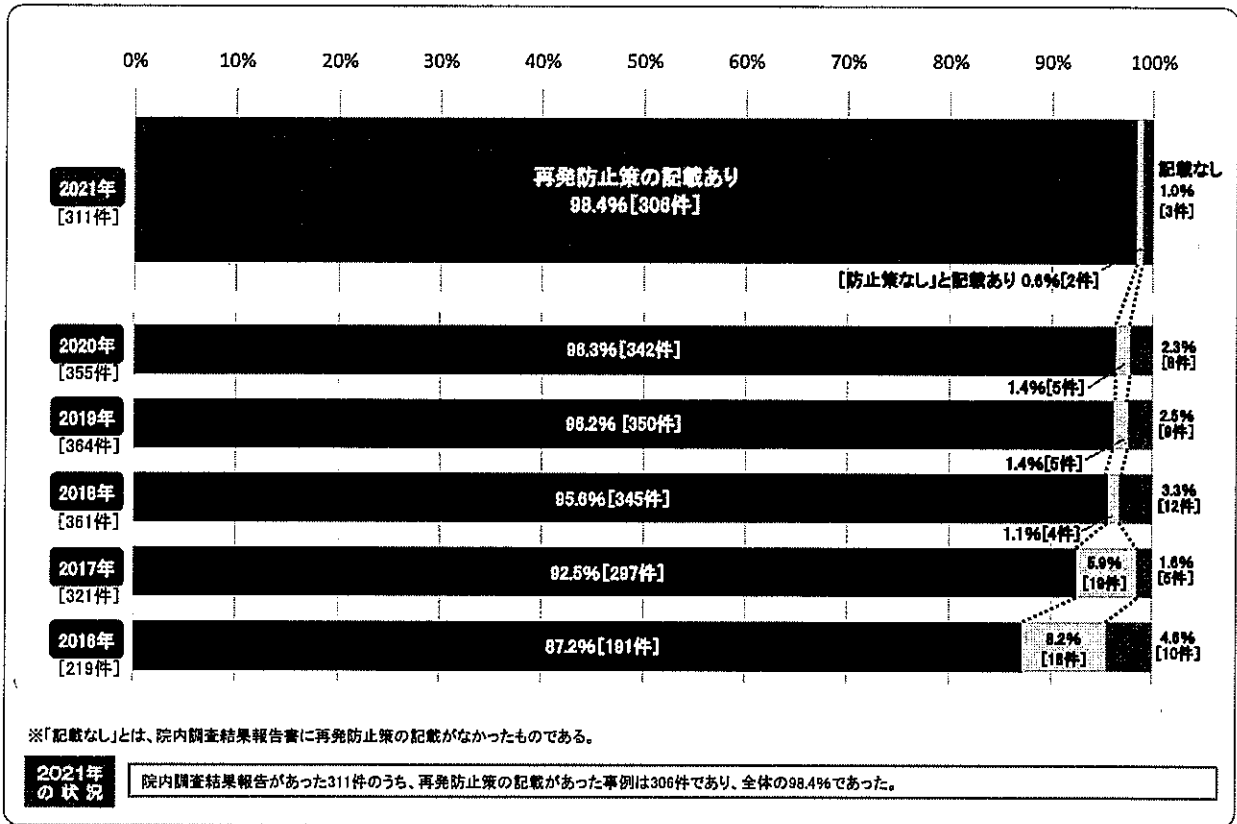 0% 10% 20% 30% 40% 50% 60% 70% 80% 90% 100%
2021年
[311件]
再発防止策の記載あり
98.4%[306件]
記載なし
1.0%
[3件]
[防止策なし」と記載あり 0.6%[2件]
2020年
[355件]
96.3%[342件]
1.4%[5件]
2.3%
[8件]
2019年
[364件]
96.2% [350件]
1.4%[5件]
2.5%
[9件]
2018年
[361件]
95.6%[345件]
1.1%[4件]
3.3%
[12件]
2017年
[321件]
92.5%[297件]
5.9%
[19件]
1.6%
[5件]
2016年
[219件]
87.2%[191件]
8.2%
[18件]
4.6%
[10件]
※「記載なし」とは、院内調査結果報告書に再発防止策の記載がなかったものである。
2021年
の状況
院内調査結果報告があった311件のうち、再発防止策の記載があった事例は306件であり、全体の98.4%であった。